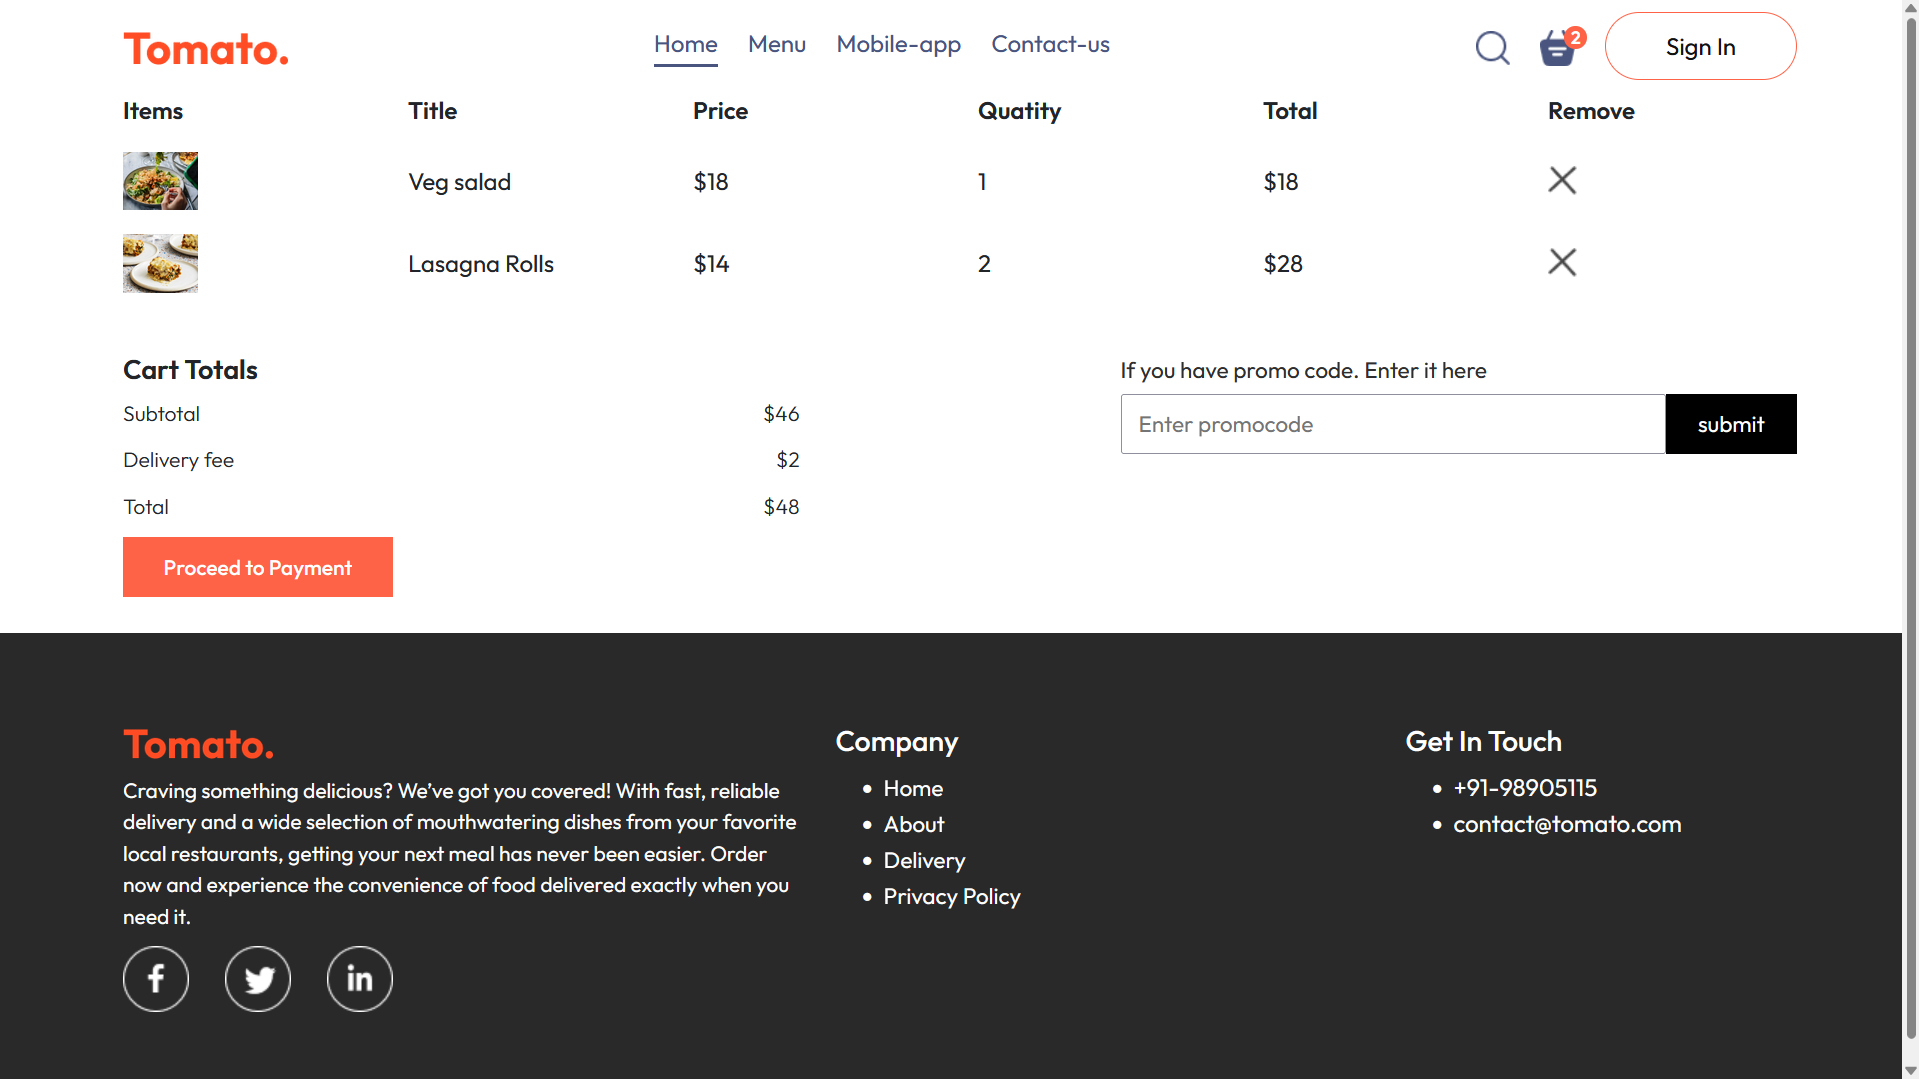 Tomato.
Home Menu Mobile-app Contact-us
2
Sign In
Items Title Price Quatity Total Remove
Veg salad $18 1 $18
Lasagna Rolls $14 2 $28
Cart Totals
Subtotal $46
Delivery fee $2
Total $48
Proceed to Payment
If you have promo code. Enter it here
Enter promocode
submit
Tomato.
Craving something delicious? We’ve got you covered! With fast, reliable
delivery and a wide selection of mouthwatering dishes from your favorite
local restaurants, getting your next meal has never been easier. Order
now and experience the convenience of food delivered exactly when you
need it.
f
in
Company
Home
About
Delivery
Privacy Policy
Get In Touch
+91-98905115
contact@tomato.com